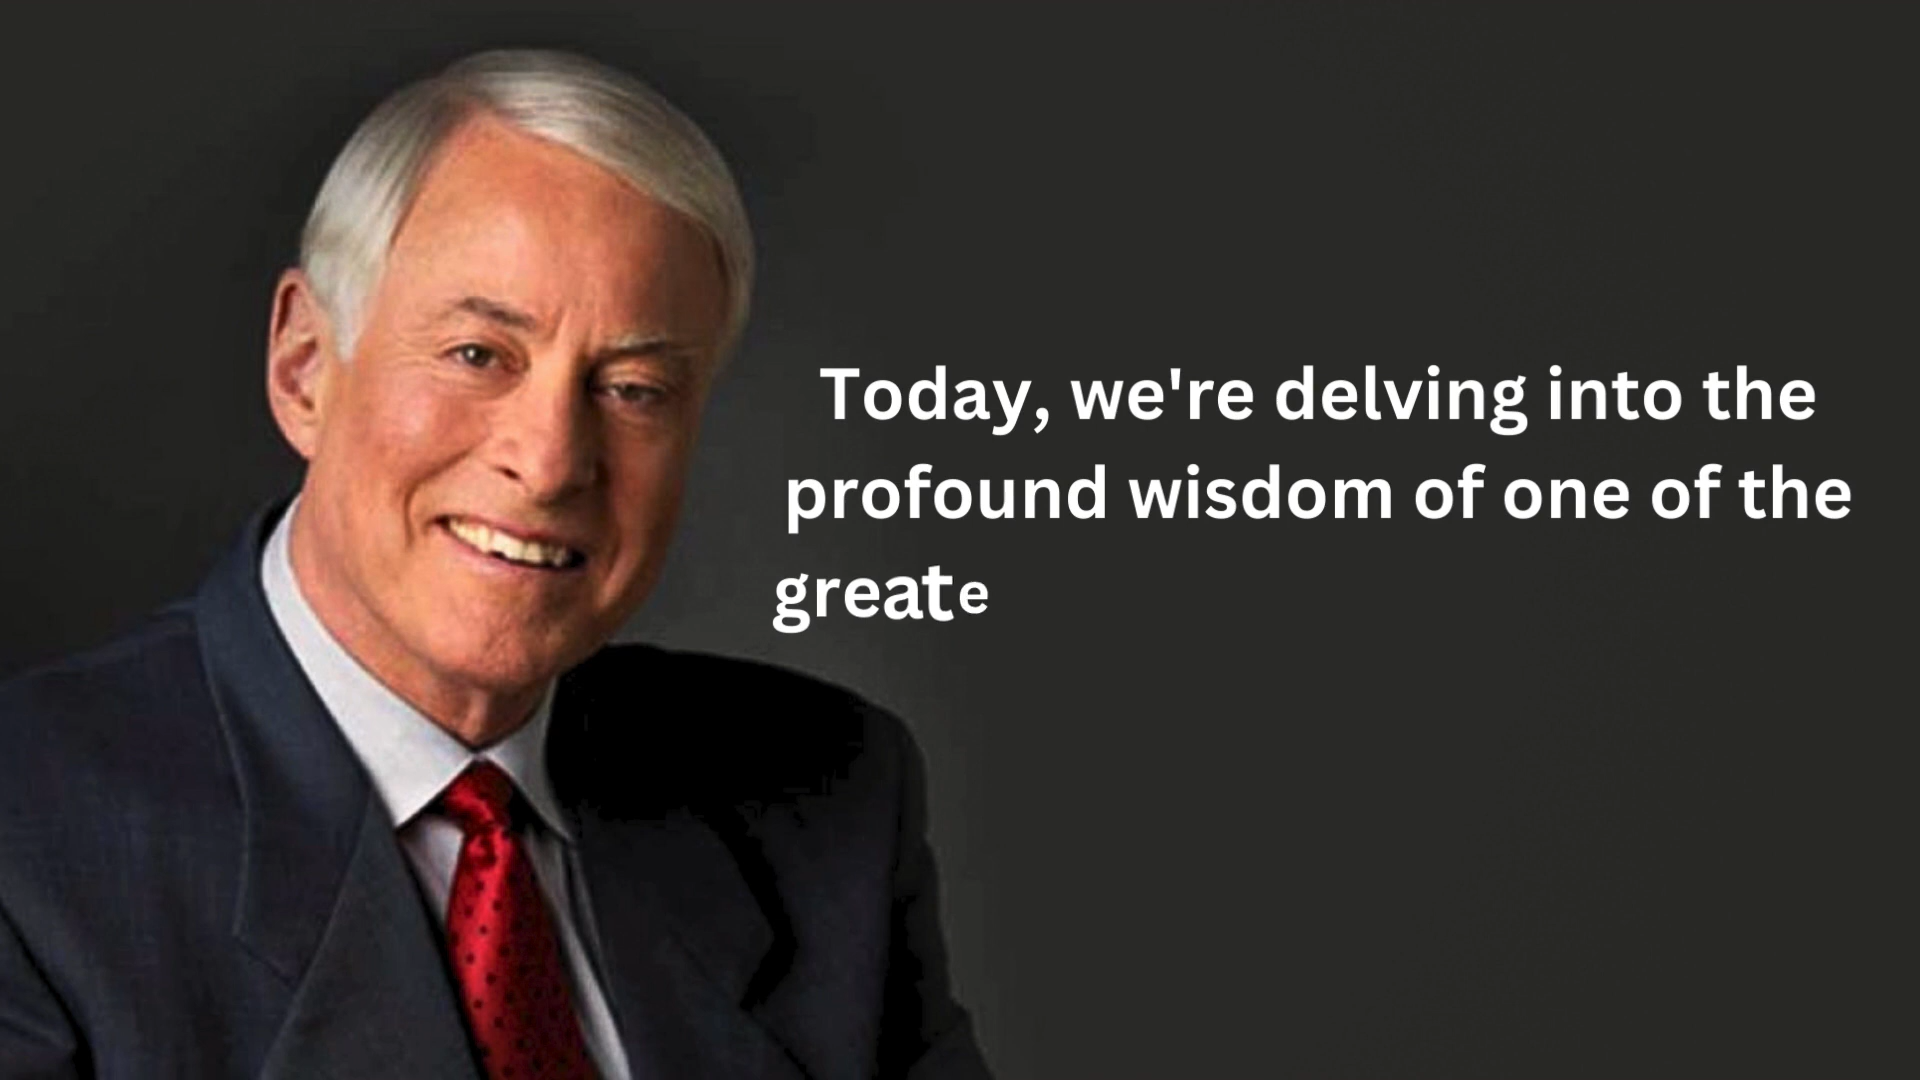 Today, we're delving into the
profound wisdom of one of the
greate